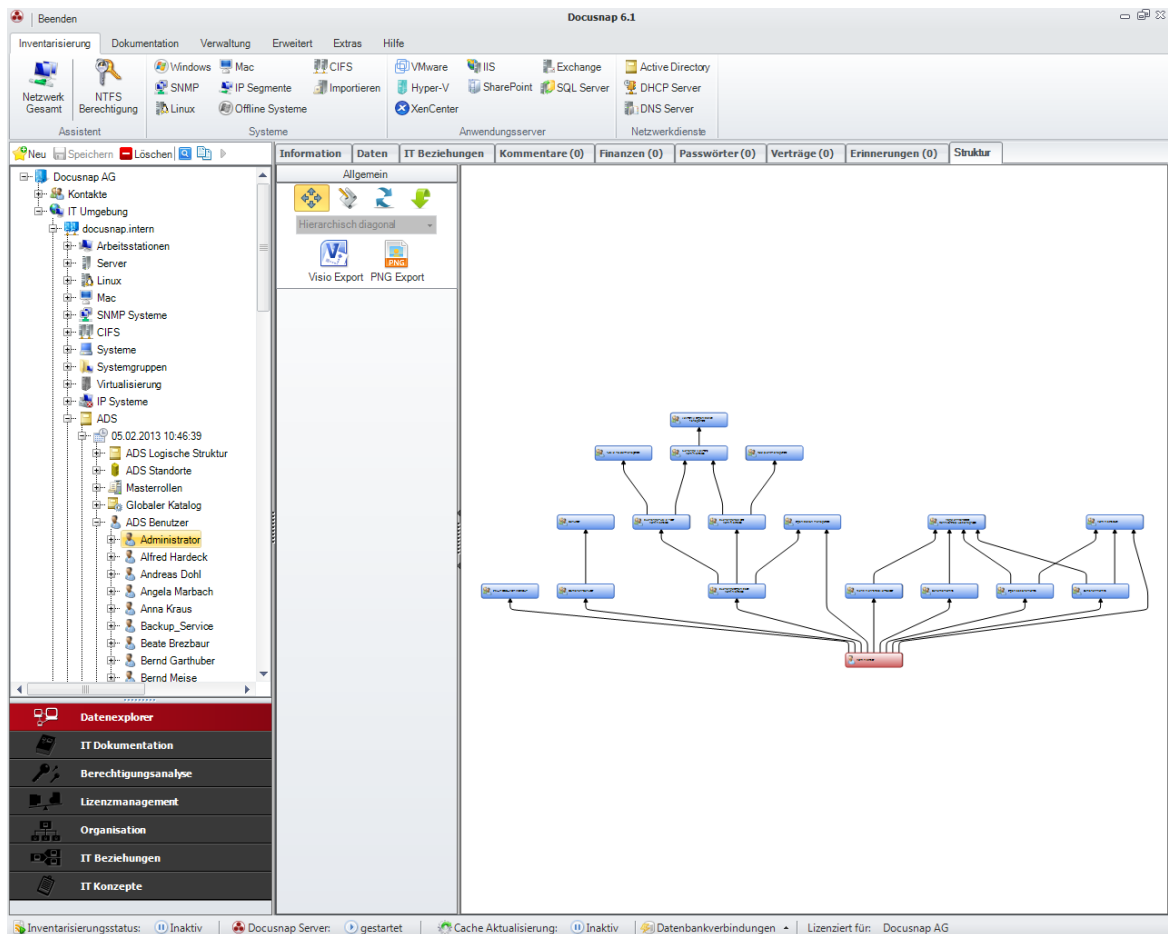 Beenden
Docusnap 6.1
Inventarisierung Dokumentation Verwaltung Erweitert Extras Hilfe
Netzwerk Gesamt
NTFS Berechtigung
Windows Mac CIFS
SNMP IP Segmente Importieren
Linux Offline Systeme
VMware IIS Exchange
Hyper-V SharePoint SQL Server
XenCenter
Active Directory
DHCP Server
DNS Server
Assistent Systeme Anwendungsserver Netzwerkdienste
Neu Speichern Löschen
Information Daten IT Beziehungen Kommentare (0) Finanzen (0) Passwörter (0) Verträge (0) Erinnerungen (0) Struktur
Docusnap AG
Kontakte
IT Umgebung
docusnap.intern
Arbeitsstationen
Server
Linux
Mac
SNMP Systeme
CIFS
Systeme
Systemgruppen
Virtualisierung
IP Systeme
ADS
05.02.2013 10:46:39
ADS Logische Struktur
ADS Standorte
Masterrollen
Globaler Katalog
ADS Benutzer
Administrator
Alfred Hardeck
Andreas Dohl
Angela Marbach
Anna Kraus
Backup_Service
Beate Brezbaur
Bernd Garthuber
Bernd Meise
Allgemein
Hierarchisch diagonal
Visio Export PNG Export
Datenexplorer
IT Dokumentation
Berechtigungsanalyse
Lizenzmanagement
Organisation
IT Beziehungen
IT Konzepte
Inventarisierungsstatus: Inaktiv Docusnap Server: gestartet Cache Aktualisierung: Inaktiv Datenbankverbindungen Lizenziert für: Docusnap AG